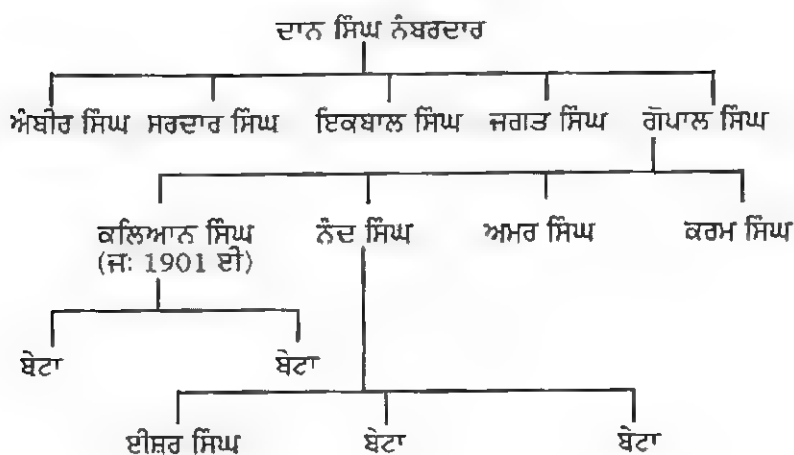 ਦਾਨ ਸਿੰਘ ਨੰਬਰਦਾਰ
ਅੰਬੀਰ ਸਿੰਘ ਸਰਦਾਰ ਸਿੰਘ ਇਕਬਾਲ ਸਿੰਘ ਜਗਤ ਸਿੰਘ ਗੋਪਾਲ ਸਿੰਘ
ਕਲਿਆਨ ਸਿੰਘ ਨੰਦ ਸਿੰਘ ਅਮਰ ਸਿੰਘ ਕਰਮ ਸਿੰਘ
(ਜਃ 1901 ਈ)
ਬੇਟਾ ਬੇਟਾ
ਈਸ਼ਰ ਸਿੰਘ ਬੇਟਾ ਬੇਟਾ